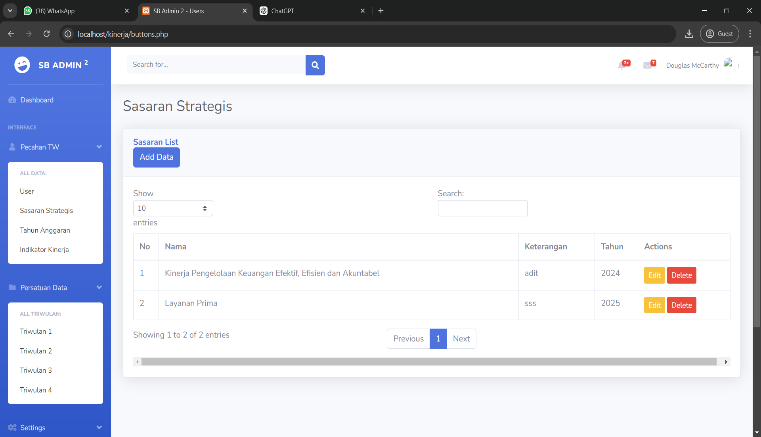 (18) WhatsApp
SB Admin 2 - Users
ChatGPT
localhost/kinerja/buttons.php
Guest
SB ADMIN 2
Search for...
9+
7
Douglas McCarthy
Dashboard
INTERFACE
Pecahan TW
ALL DATA:
User
Sasaran Strategis
Tahun Anggaran
Indikator Kinerja
Persatuan Data
ALL TRIWULAN:
Triwulan 1
Triwulan 2
Triwulan 3
Triwulan 4
Settings
Sasaran Strategis
Sasaran List
Add Data
Show
10
entries
Search:
No Nama Keterangan Tahun Actions
1 Kinerja Pengelolaan Keuangan Efektif, Efisien dan Akuntabel adit 2024 Edit Delete
2 Layanan Prima sss 2025 Edit Delete
Showing 1 to 2 of 2 entries
Previous 1 Next